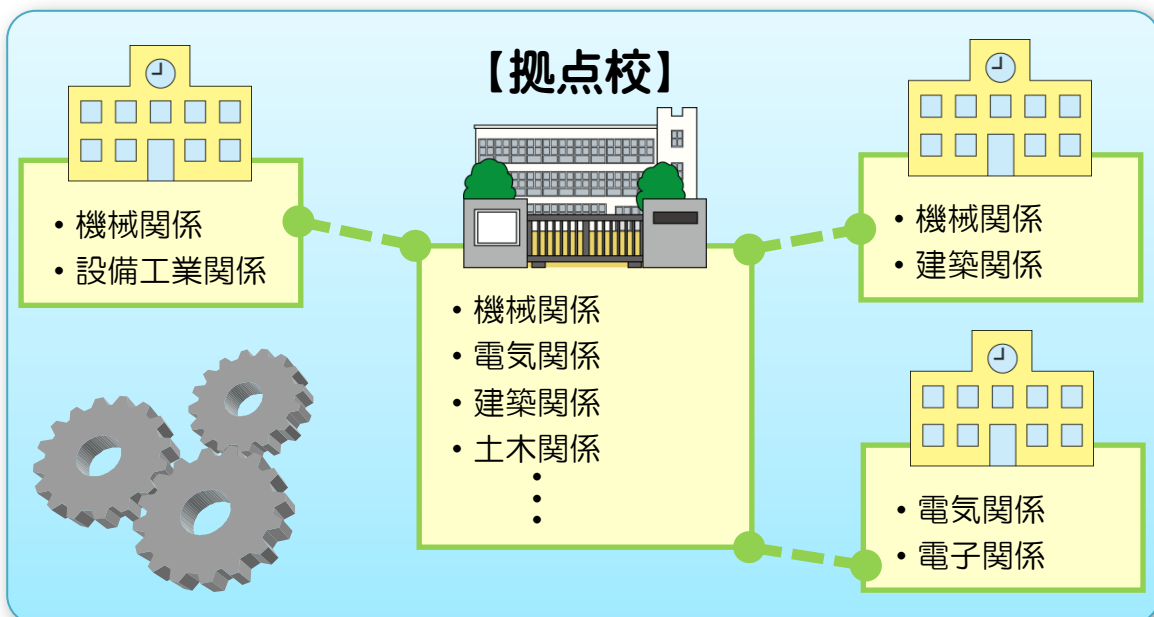 【拠点校】
・機械関係
・設備工業関係
・機械関係
・電気関係
・建築関係
・土木関係
・
・
・
・機械関係
・建築関係
・電気関係
・電子関係